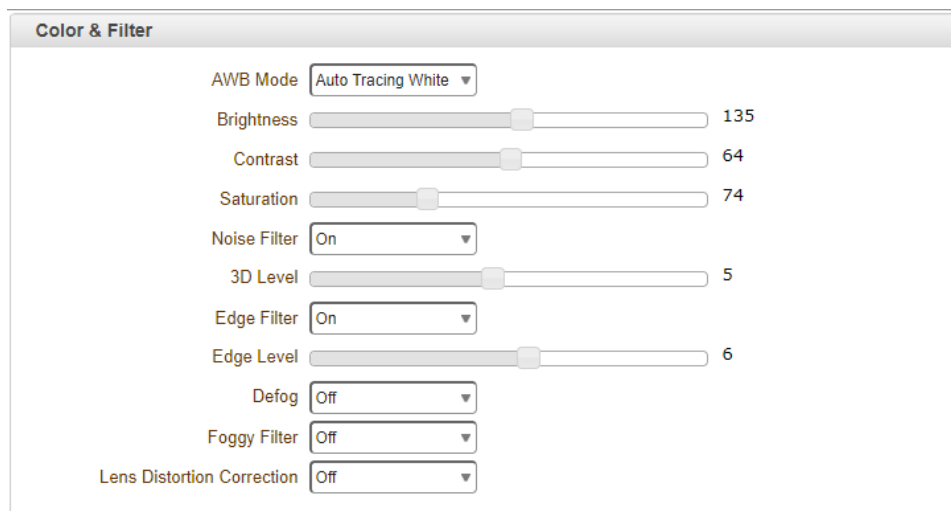 Color & Filter
AWB Mode Auto Tracing White
Brightness 135
Contrast 64
Saturation 74
Noise Filter On
3D Level 5
Edge Filter On
Edge Level 6
Defog Off
Foggy Filter Off
Lens Distortion Correction Off